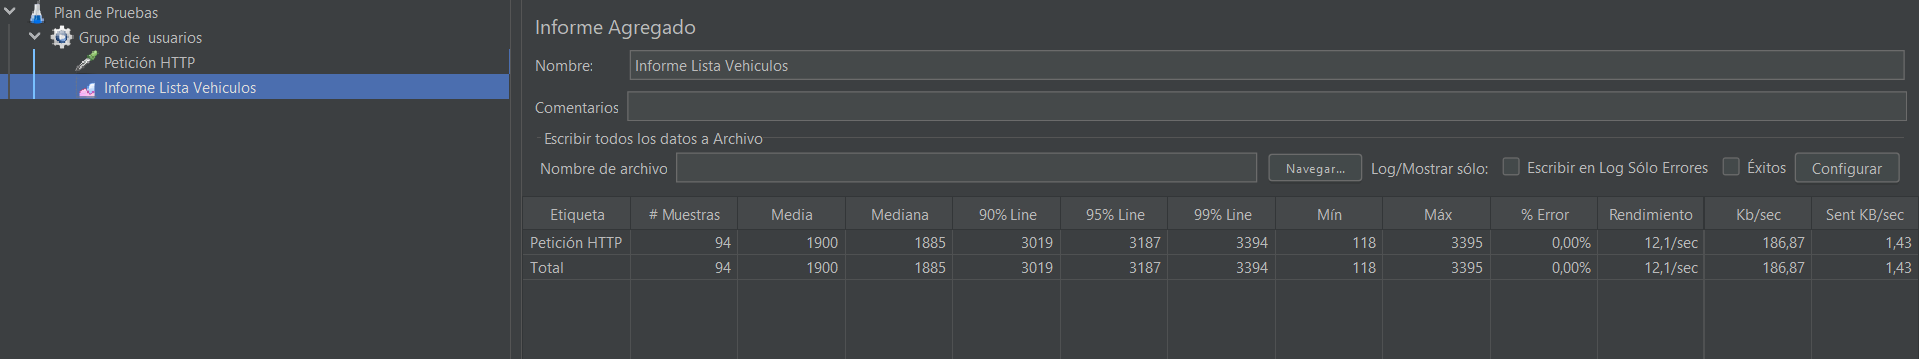 Plan de Pruebas
Grupo de usuarios
Petición HTTP
Informe Lista Vehiculos
Informe Agregado
Nombre: Informe Lista Vehiculos
Comentarios
Escribir todos los datos a Archivo
Nombre de archivo Navegar... Log/Mostrar sólo: Escribir en Log Sólo Errores Éxitos Configurar
Etiqueta # Muestras Media Mediana 90% Line 95% Line 99% Line Mín Máx % Error Rendimiento Kb/sec Sent KB/sec
Petición HTTP 94 1900 1885 3019 3187 3394 118 3395 0,00% 12,1/sec 186,87 1,43
Total 94 1900 1885 3019 3187 3394 118 3395 0,00% 12,1/sec 186,87 1,43